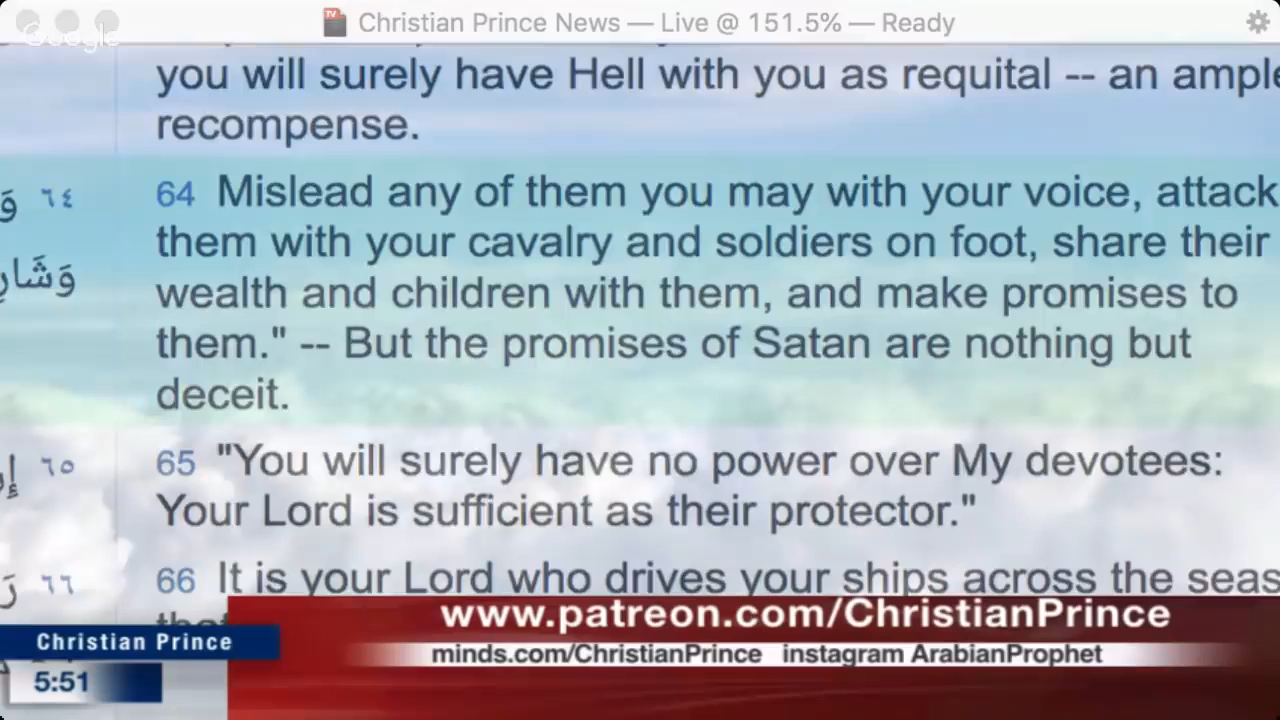 Christian Prince News — Live @ 151.5% — Ready
Google
you will surely have Hell with you as requital -- an ample
recompense.
٦٤ 64 Mislead any of them you may with your voice, attack
them with your cavalry and soldiers on foot, share their
wealth and children with them, and make promises to
them." -- But the promises of Satan are nothing but
deceit.
٦٥ 65 "You will surely have no power over My devotees:
Your Lord is sufficient as their protector."
٦٦ 66 It is your Lord who drives your ships across the seas
www.patreon.com/ChristianPrince
Christian Prince
minds.com/ChristianPrince instagram ArabianProphet
5:51